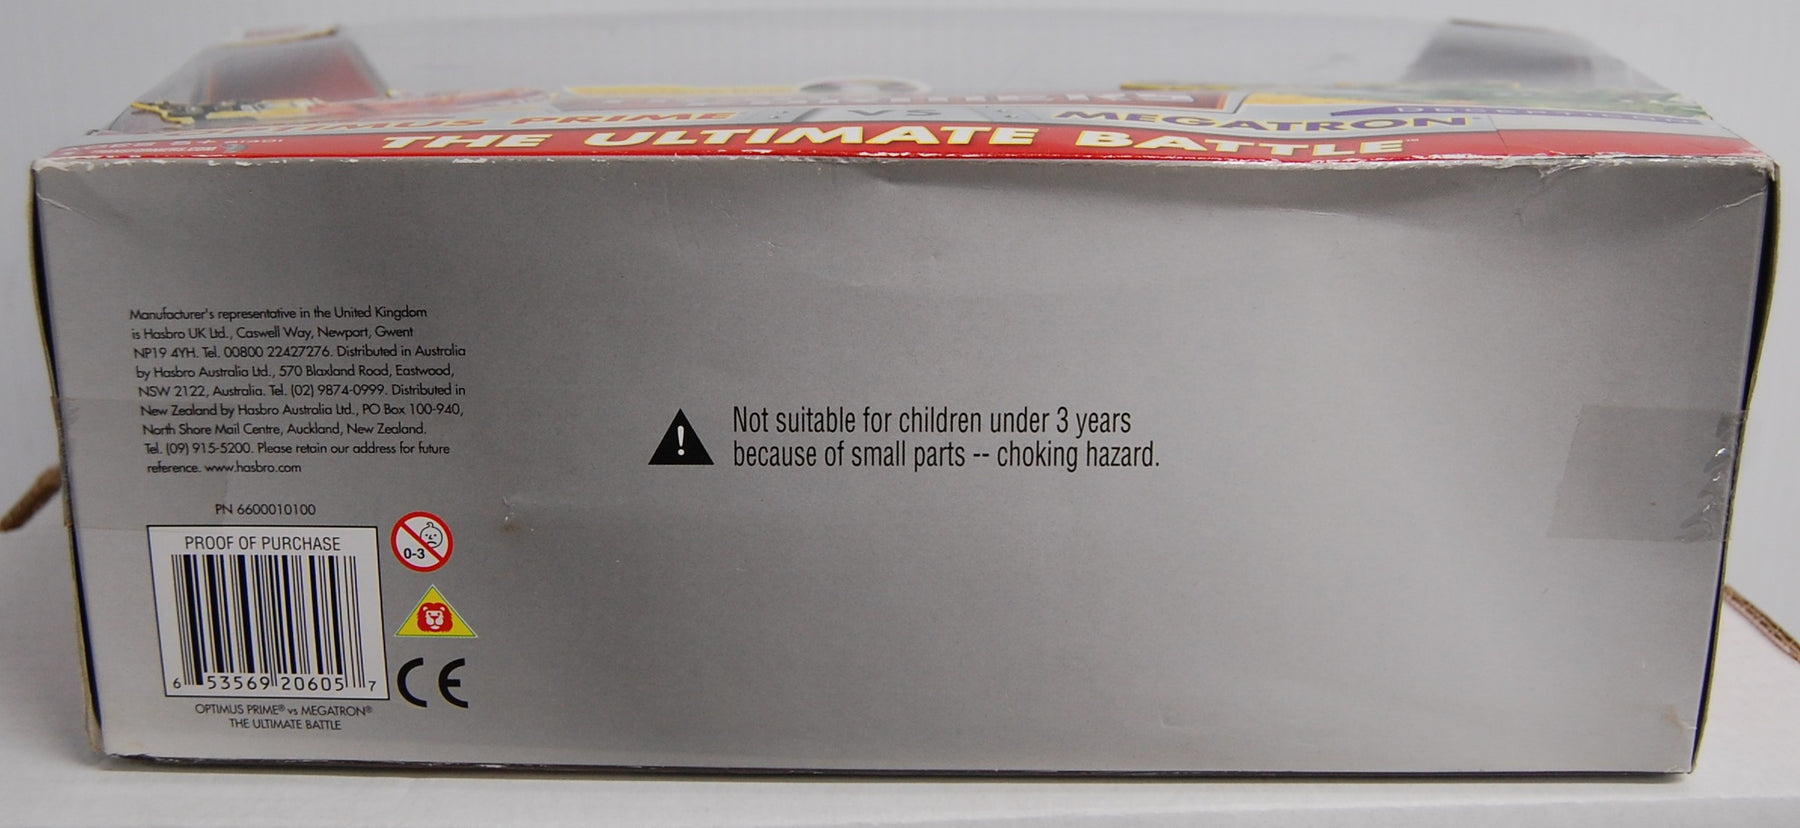 OPTIMUS PRIME VS MEGATRON
THE ULTIMATE BATTLE™
Manufacturer's representative in the United Kingdom
is Hasbro UK Ltd., Caswell Way, Newport, Gwent
NP19 4YH. Tel. 00800 22427276. Distributed in Australia
by Hasbro Australia Ltd., 570 Blaxland Road, Eastwood,
NSW 2122, Australia. Tel. (02) 9874-0999. Distributed in
New Zealand by Hasbro Australia Ltd., PO Box 100-940,
North Shore Mail Centre, Auckland, New Zealand.
Tel. (09) 915-5200. Please retain our address for future
reference. www.hasbro.com
Not suitable for children under 3 years
because of small parts -- choking hazard.
PN 6600010100
PROOF OF PURCHASE
0-3
6 53569 20605 7
CE
OPTIMUS PRIME® vs MEGATRON®
THE ULTIMATE BATTLE